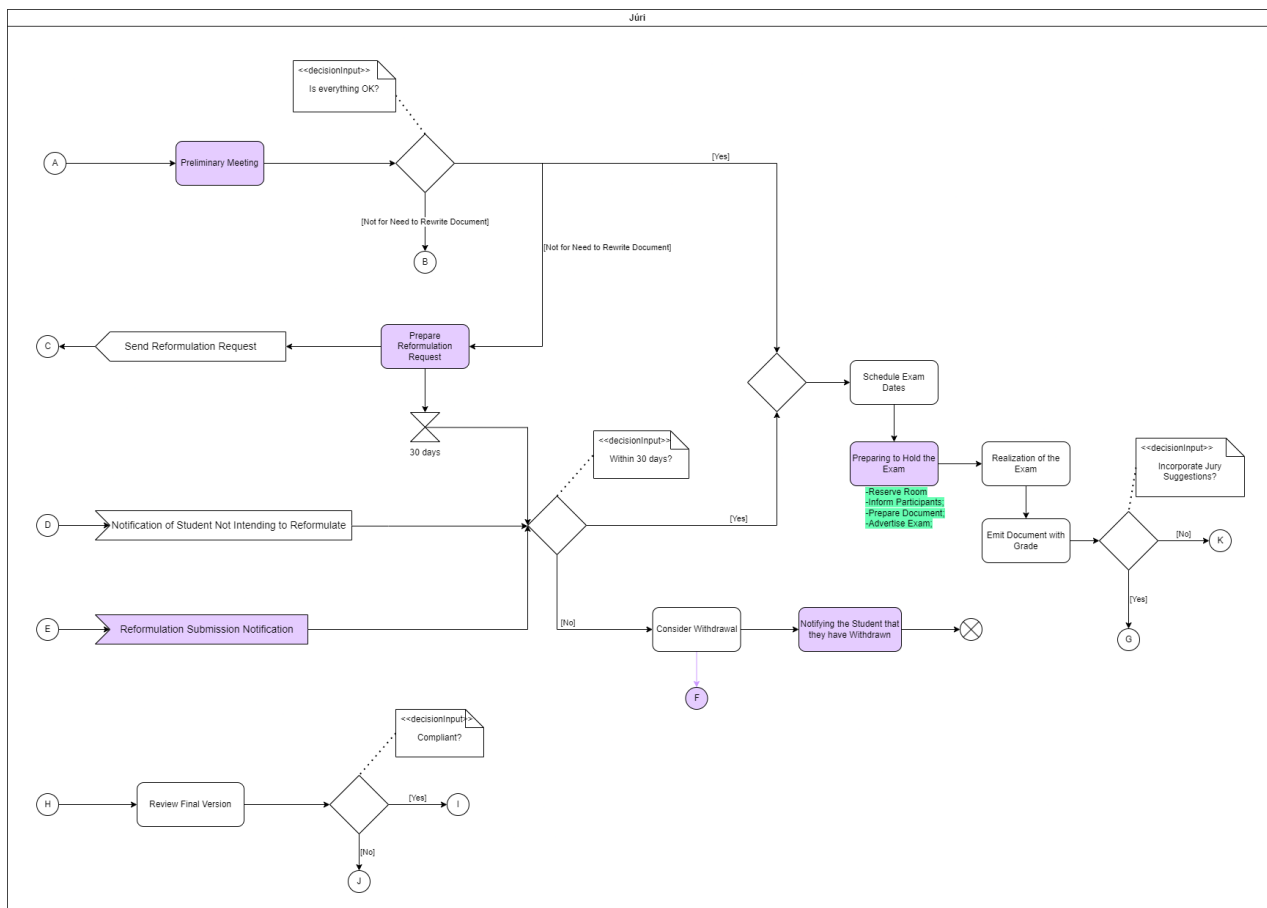 Júri
<<decisionInput>>
Is everything OK?
A
Preliminary Meeting
[Yes]
[Not for Need to Rewrite Document]
[Not for Need to Rewrite Document]
B
C
Send Reformulation Request
Prepare
Reformulation
Request
30 days
Schedule Exam
Dates
<<decisionInput>>
Within 30 days?
<<decisionInput>>
Incorporate Jury
Suggestions?
Preparing to Hold the
Exam
-Reserve Room
-Inform Participants;
-Prepare Document;
-Advertise Exam;
Realization of the
Exam
D
Notification of Student Not Intending to Reformulate
[Yes]
Emit Document with
Grade
[No]
K
[Yes]
G
E
Reformulation Submission Notification
[No]
Consider Withdrawal
Notifying the Student that
they have Withdrawn
F
<<decisionInput>>
Compliant?
H
Review Final Version
[Yes]
I
[No]
J